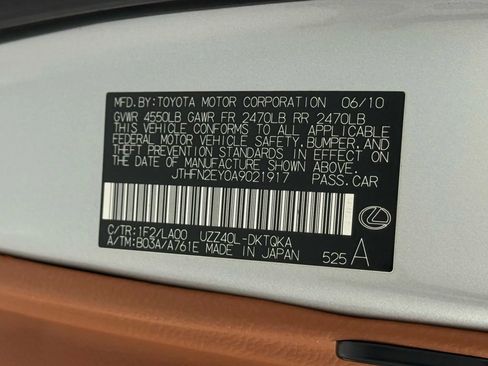 MFD.BY: TOYOTA MOTOR CORPORATION 06/10
GVWR 4550LB GAWR FR 2470LB RR 2470LB
THIS VEHICLE CONFORMS TO ALL APPLICABLE
FEDERAL MOTOR VEHICLE SAFETY,BUMPER,AND
THEFT PREVENTION STANDARDS IN EFFECT ON
THE DATE OF MANUFACTURE SHOWN ABOVE.
JTHFN2EY0A9021917 PASS.CAR
C/TR: 1F2/LA00 UZZ40L-DKTQKA
A/TM: B03A/A761E MADE IN JAPAN 525 A